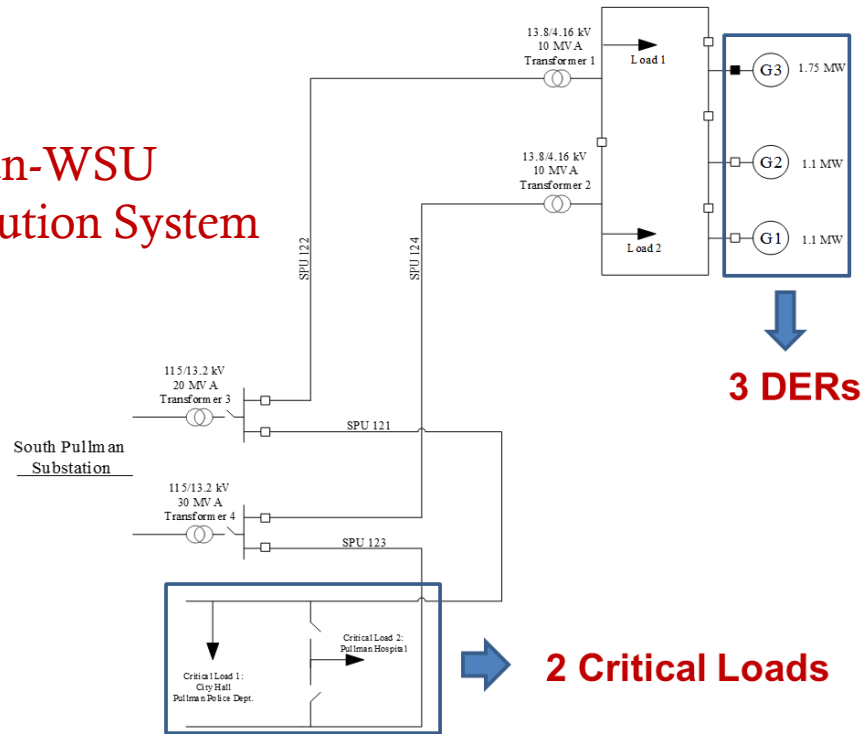 n-WSU
ution System
13.8/4.16 kV
10 MVA
Transformer 1
Load 1
G3
1.75 MW
13.8/4.16 kV
10 MVA
Transformer 2
G2
1.1 MW
Load 2
G1
1.1 MW
SPU 122
SPU 124
3 DERs
115/13.2 kV
20 MVA
Transformer 3
SPU 121
South Pullman
Substation
115/13.2 kV
30 MVA
Transformer 4
SPU 123
Critical Load 1:
City Hall
Pullman Police Dept.
Critical Load 2:
Pullman Hospital
2 Critical Loads